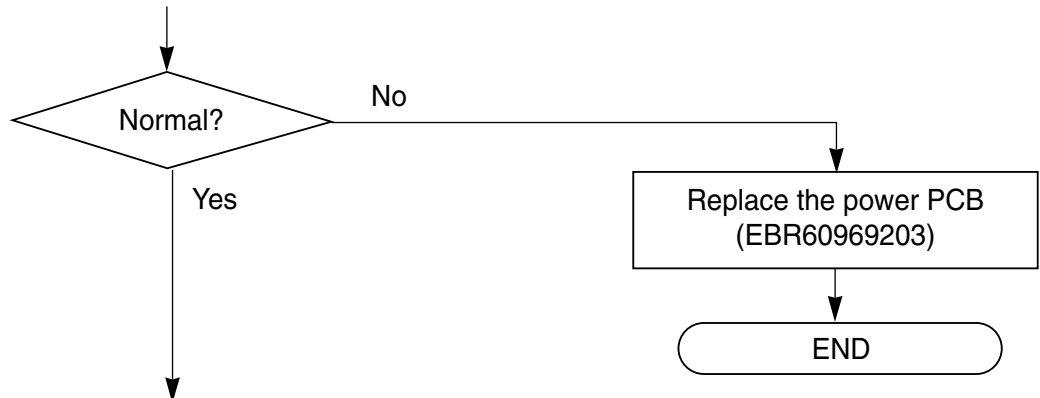 No
Normal?
Yes
Replace the power PCB
(EBR60969203)
END